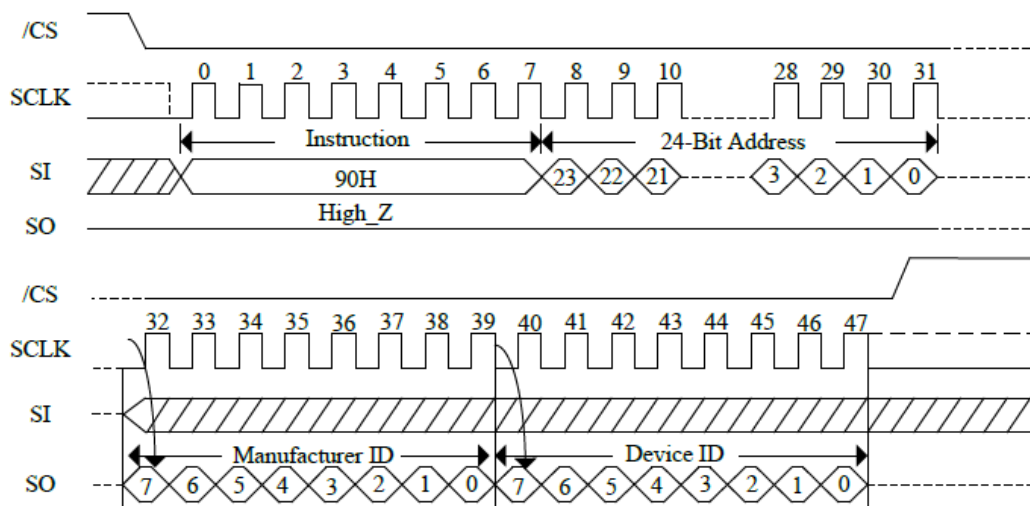 /CS
0 1 2 3 4 5 6 7 8 9 10 28 29 30 31
SCLK
Instruction 24-Bit Address
SI 90H 23 22 21 3 2 1 0
High_Z
SO
/CS
32 33 34 35 36 37 38 39 40 41 42 43 44 45 46 47
SCLK
SI
Manufacturer ID Device ID
SO 7 6 5 4 3 2 1 0 7 6 5 4 3 2 1 0